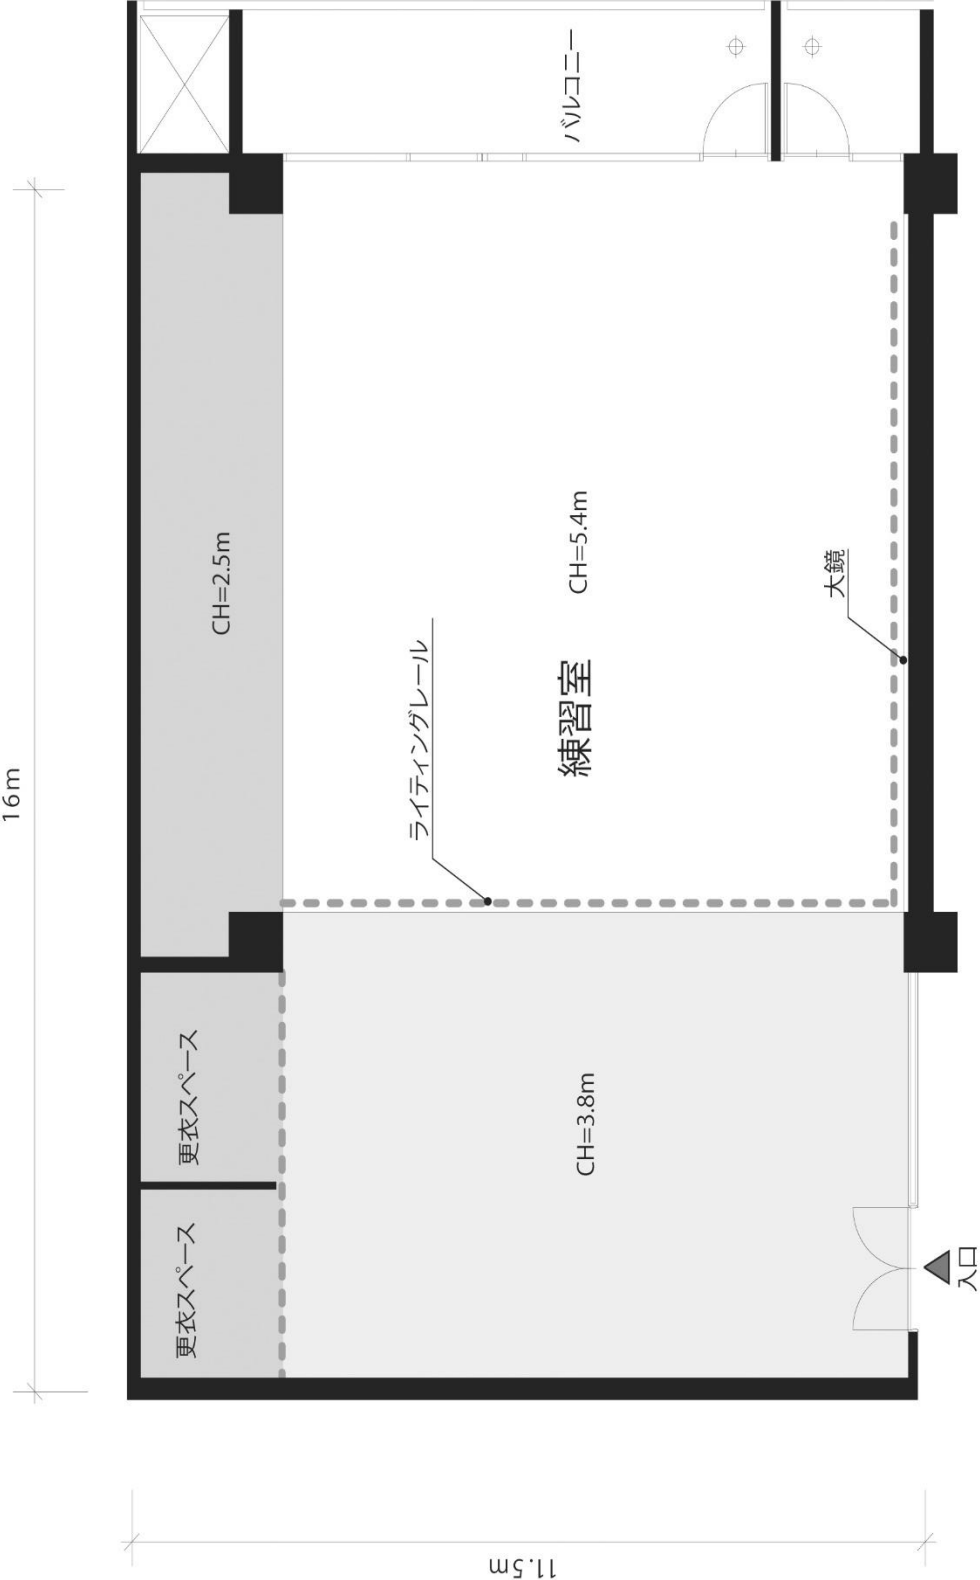 16m
バルコニー
CH=2.5m
CH=5.4m
大鏡
ライティングレール
練習室
更衣スペース
CH=3.8m
更衣スペース
入口
11.5m